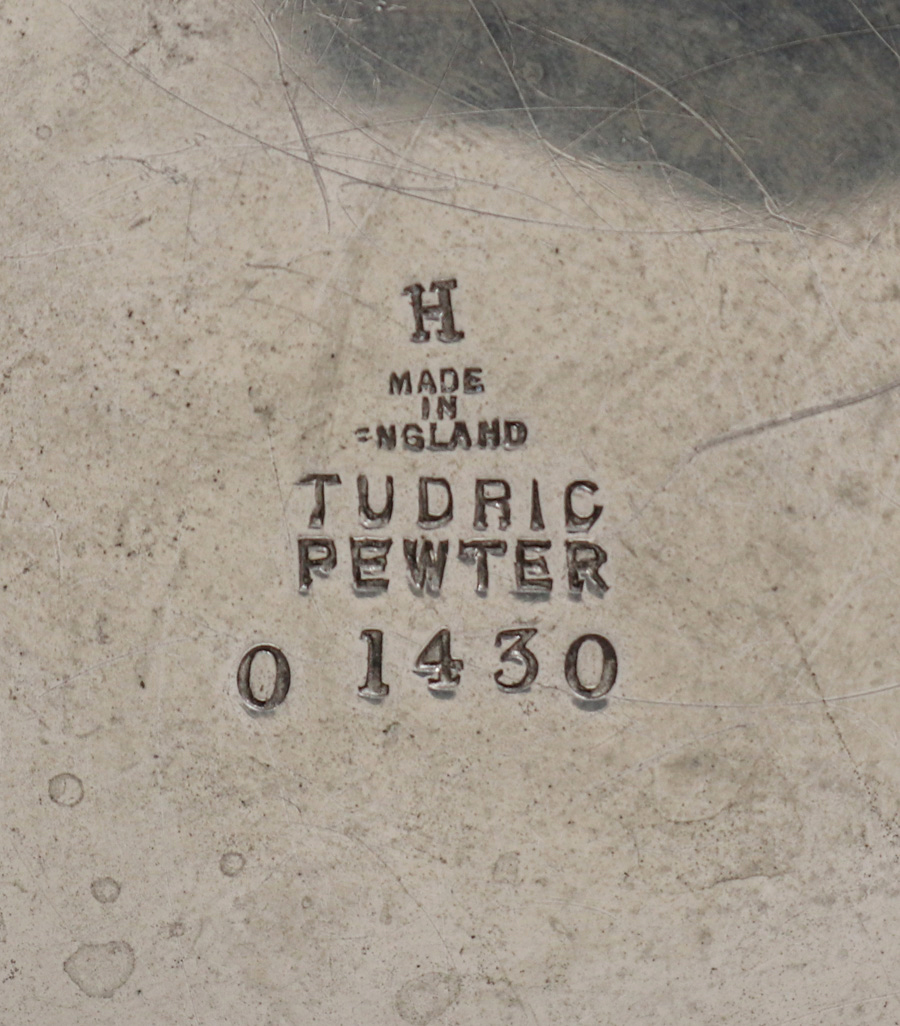 H
MADE
IN
ENGLAND
TUDRIC
PEWTER
0 1430